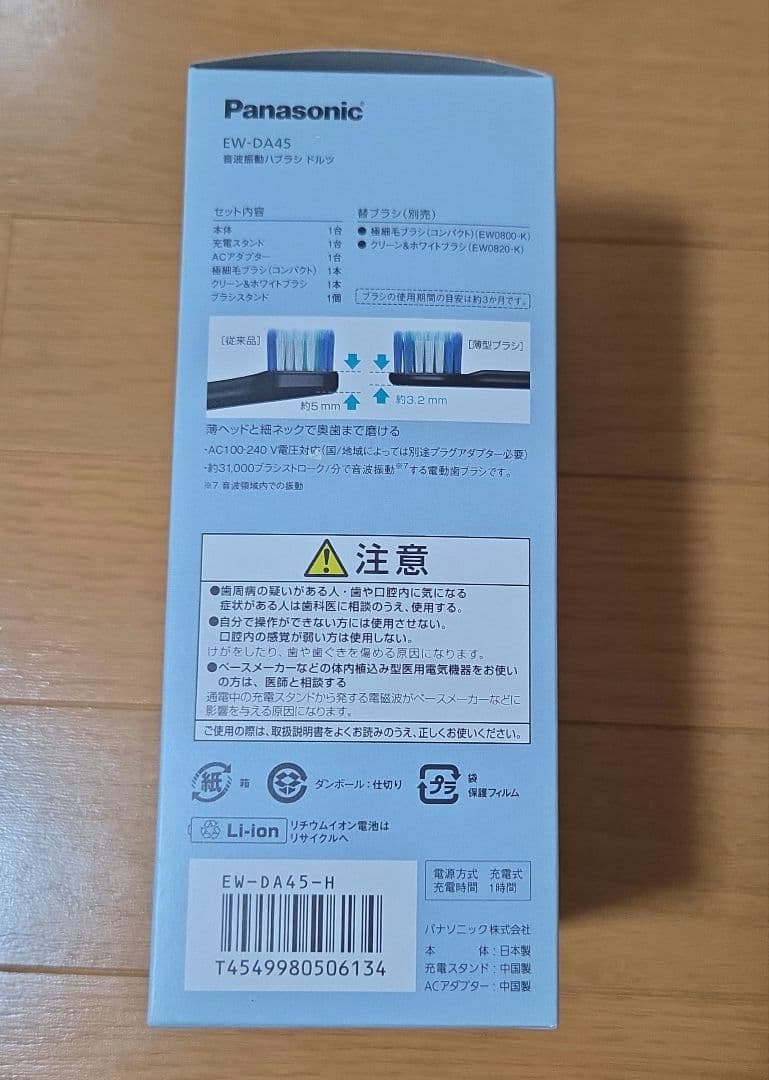 Panasonic
EW-DA45
音波振動ハブラシ ドルツ
セット内容
本体 1台
充電スタンド 1台
ACアダプター 1台
極細毛ブラシ(コンパクト) 1本
クリーン&ホワイトブラシ 1本
ブラシスタンド 1個
替ブラシ(別売)
●極細毛ブラシ(コンパクト)(EW0800-K)
●クリーン&ホワイトブラシ(EW0820-K)
ブラシの使用期間の目安は約3か月です。
[従来品]
約5mm
[薄型ブラシ]
約3.2mm
薄ヘッドと細ネックで奥歯まで磨ける
・AC100-240 V電圧対応(国/地域によっては別途プラグアダプター必要)
・約31,000ブラシストローク/分で音波振動※7する電動歯ブラシです。
※7 音波領域内での振動
注意
●歯周病の疑いがある人・歯や口腔内に気になる
症状がある人は歯科医に相談のうえ、使用する。
●自分で操作ができない方には使用させない。
口腔内の感覚が弱い方は使用しない。
けがをしたり、歯や歯ぐきを傷める原因になります。
●ペースメーカーなどの体内植込み型医用電気機器をお使い
の方は、医師と相談する
通電中の充電スタンドから発する電磁波がペースメーカーなどに
影響を与える原因になります。
ご使用の際は、取扱説明書をよくお読みのうえ、正しくお使いください。
紙 箱
ダンボール:仕切り
プラ 袋
保護フィルム
Li-ion リチウムイオン電池は
リサイクルへ
EW-DA45-H
T4549980506134
電源方式 充電式
充電時間 1時間
パナソニック株式会社
本体:日本製
充電スタンド:中国製
ACアダプター:中国製